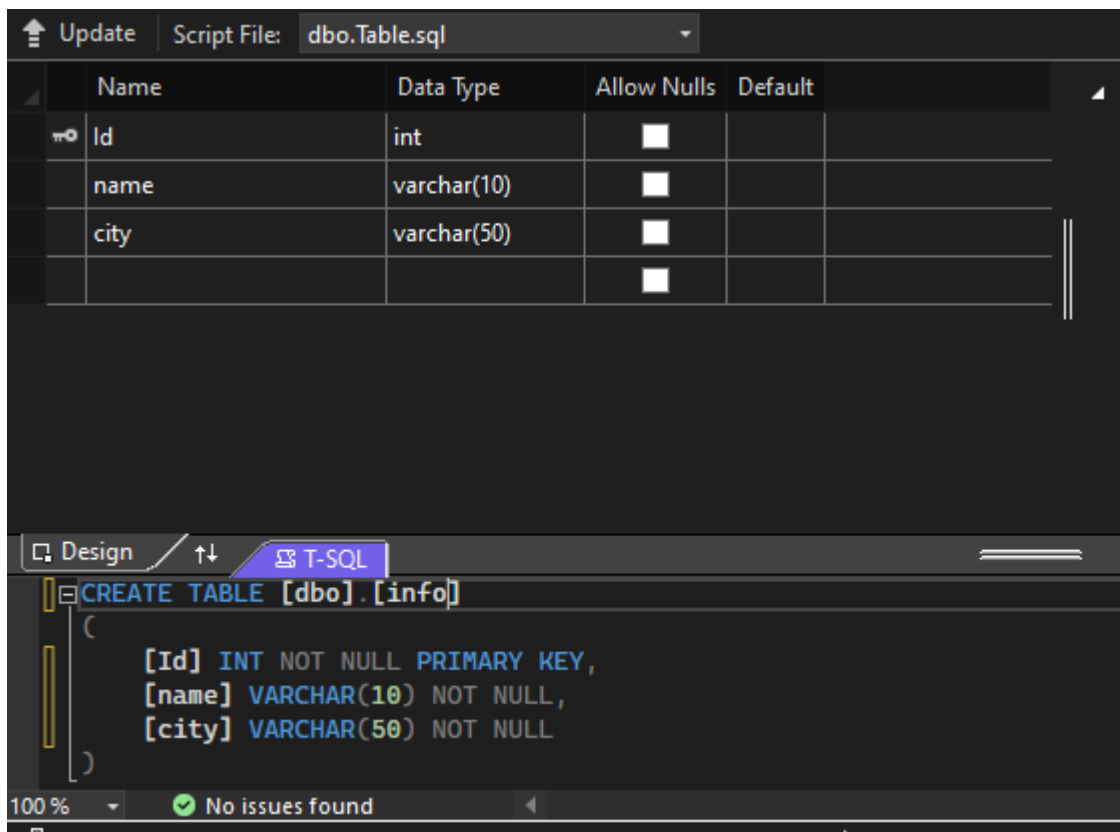 Update Script File: dbo.Table.sql
Name Data Type Allow Nulls Default
Id int
name varchar(10)
city varchar(50)
Design T-SQL
CREATE TABLE [dbo].[info]
(
[Id] INT NOT NULL PRIMARY KEY,
[name] VARCHAR(10) NOT NULL,
[city] VARCHAR(50) NOT NULL
)
100 % No issues found